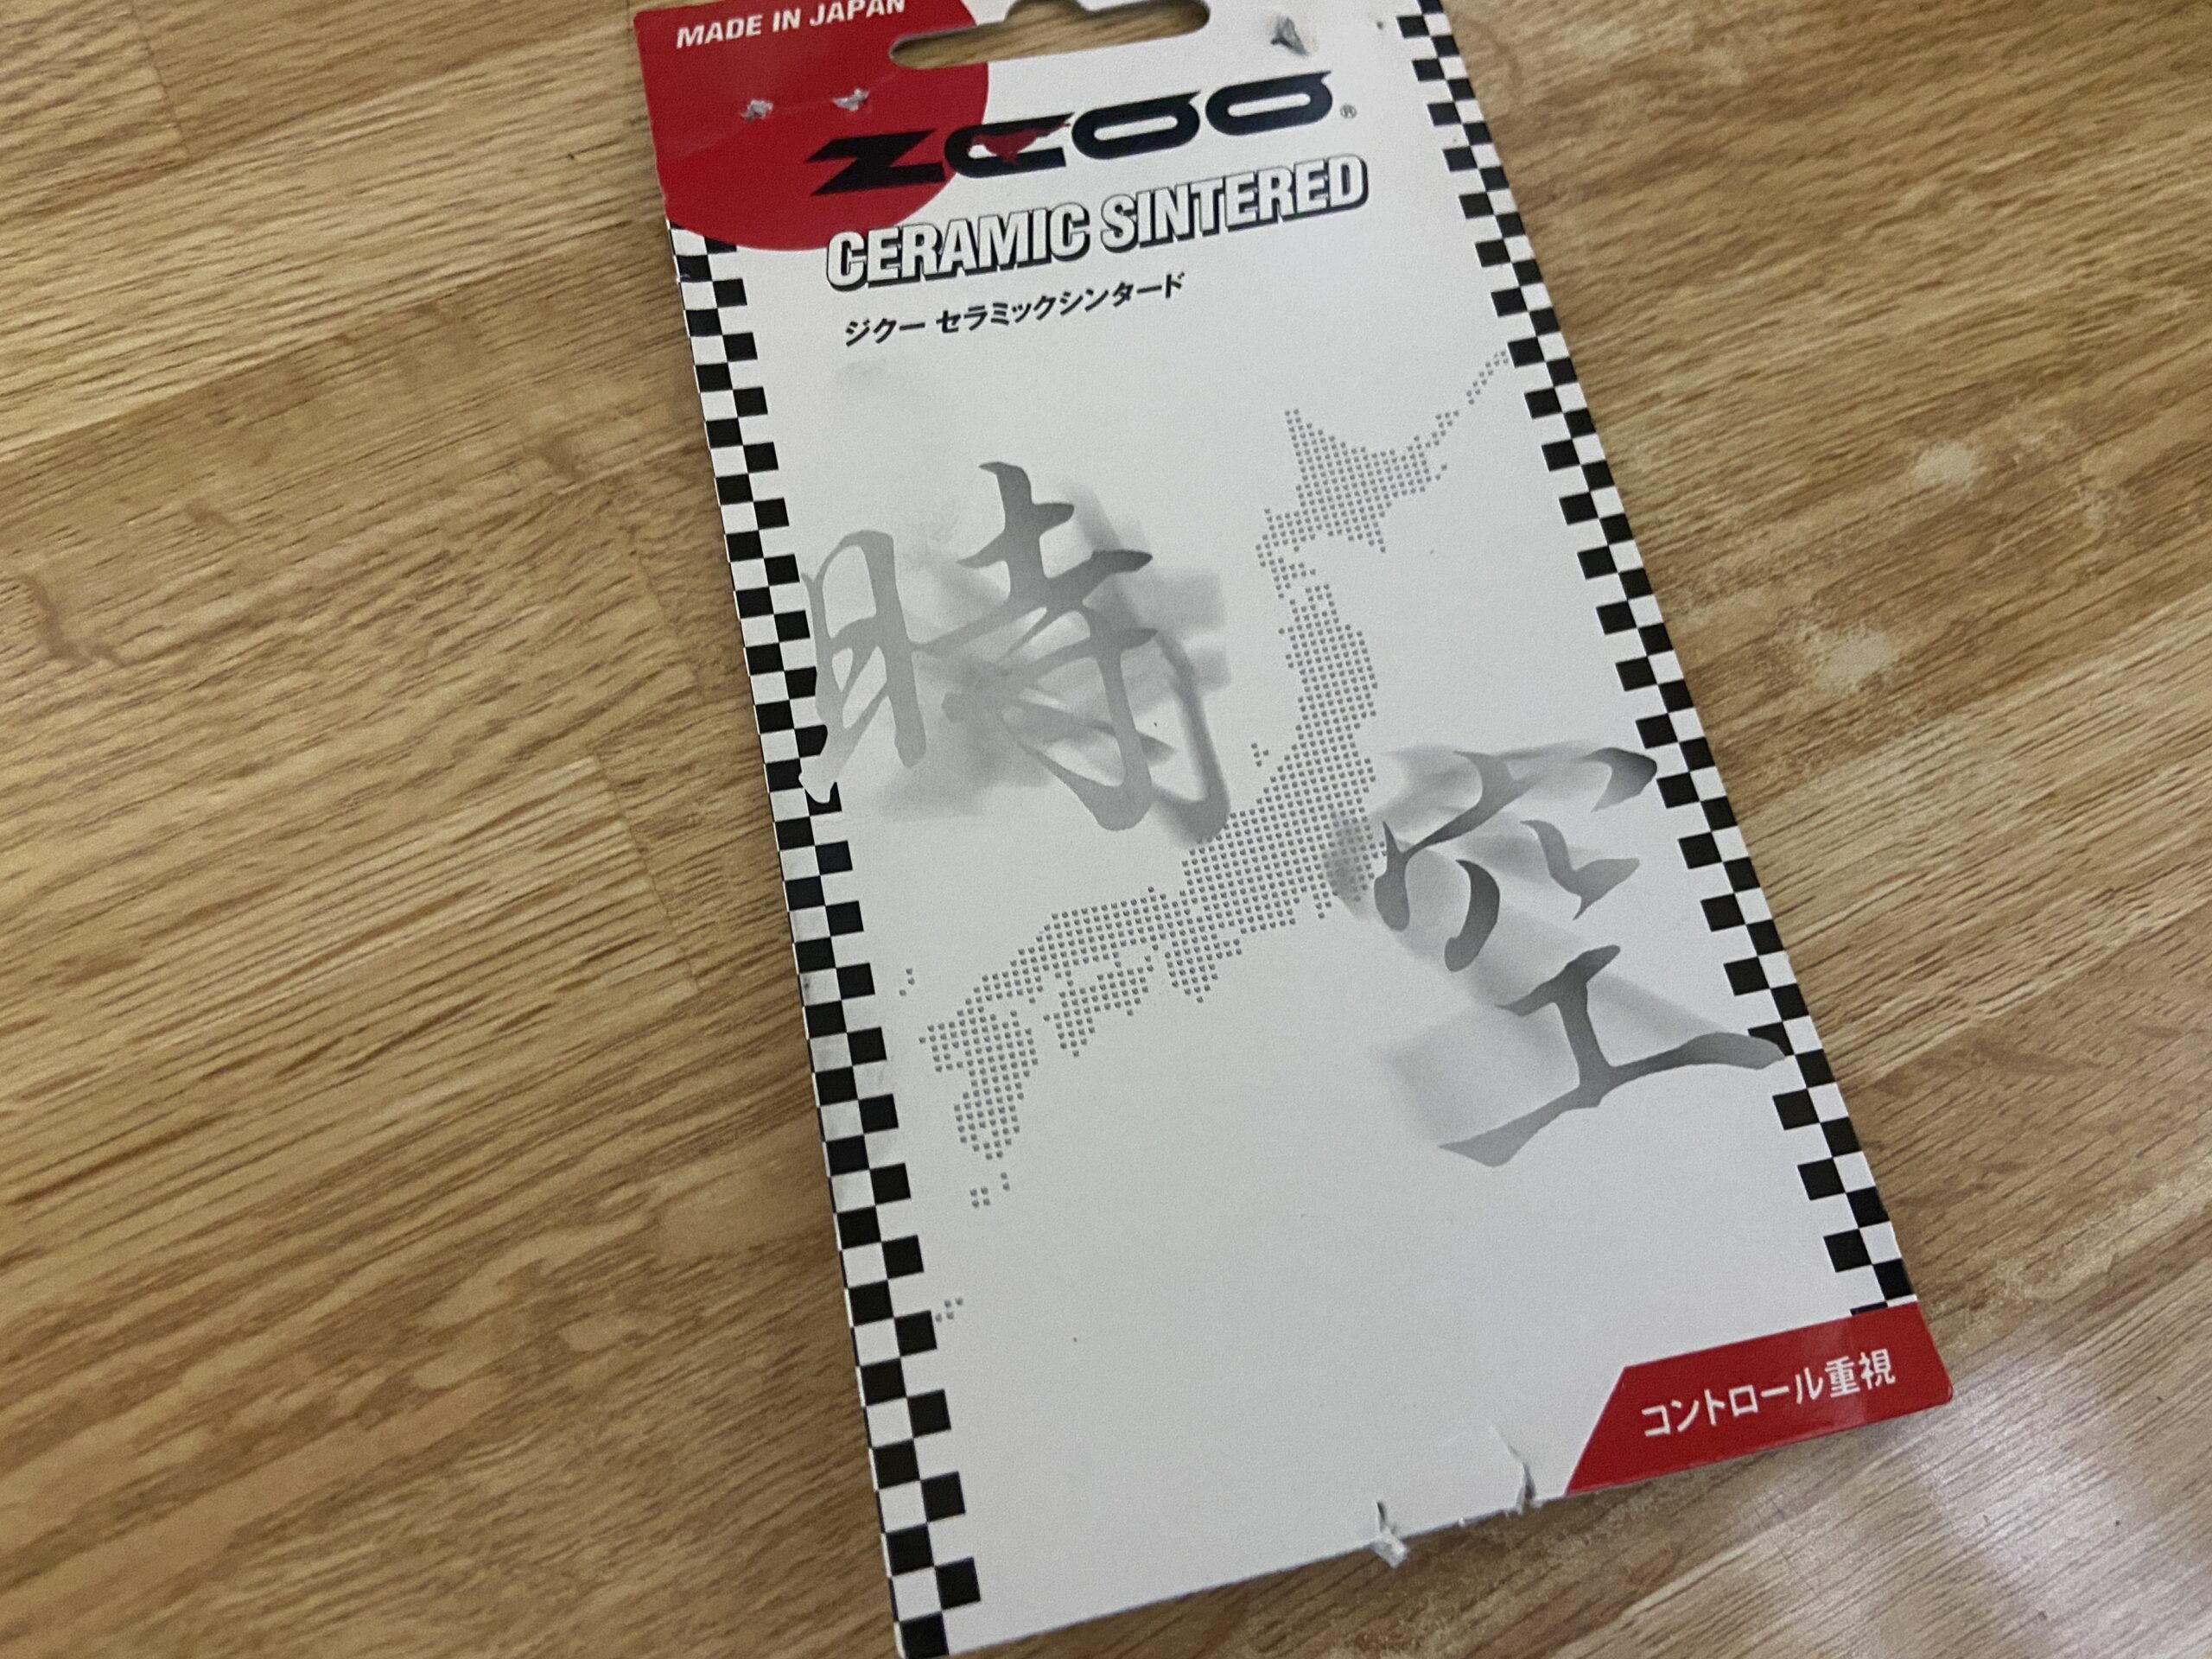 MADE IN JAPAN
ZCOO®
CERAMIC SINTERED
ジクー セラミックシンタード
時
空
コントロール重視